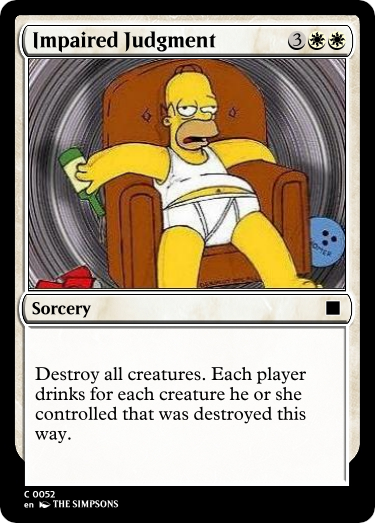 Impaired Judgment 3
HOMER
Sorcery
Destroy all creatures. Each player
drinks for each creature he or she
controlled that was destroyed this
way.
C 0052
en THE SIMPSONS